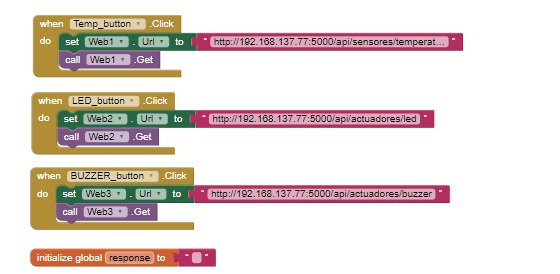 when Temp_button .Click
do set Web1 . Url to " http://192.168.137.77:5000/api/sensores/temperat... "
call Web1 .Get
when LED_button .Click
do set Web2 . Url to " http://192.168.137.77:5000/api/actuadores/led "
call Web2 .Get
when BUZZER_button .Click
do set Web3 . Url to " http://192.168.137.77:5000/api/actuadores/buzzer "
call Web3 .Get
initialize global response to " "